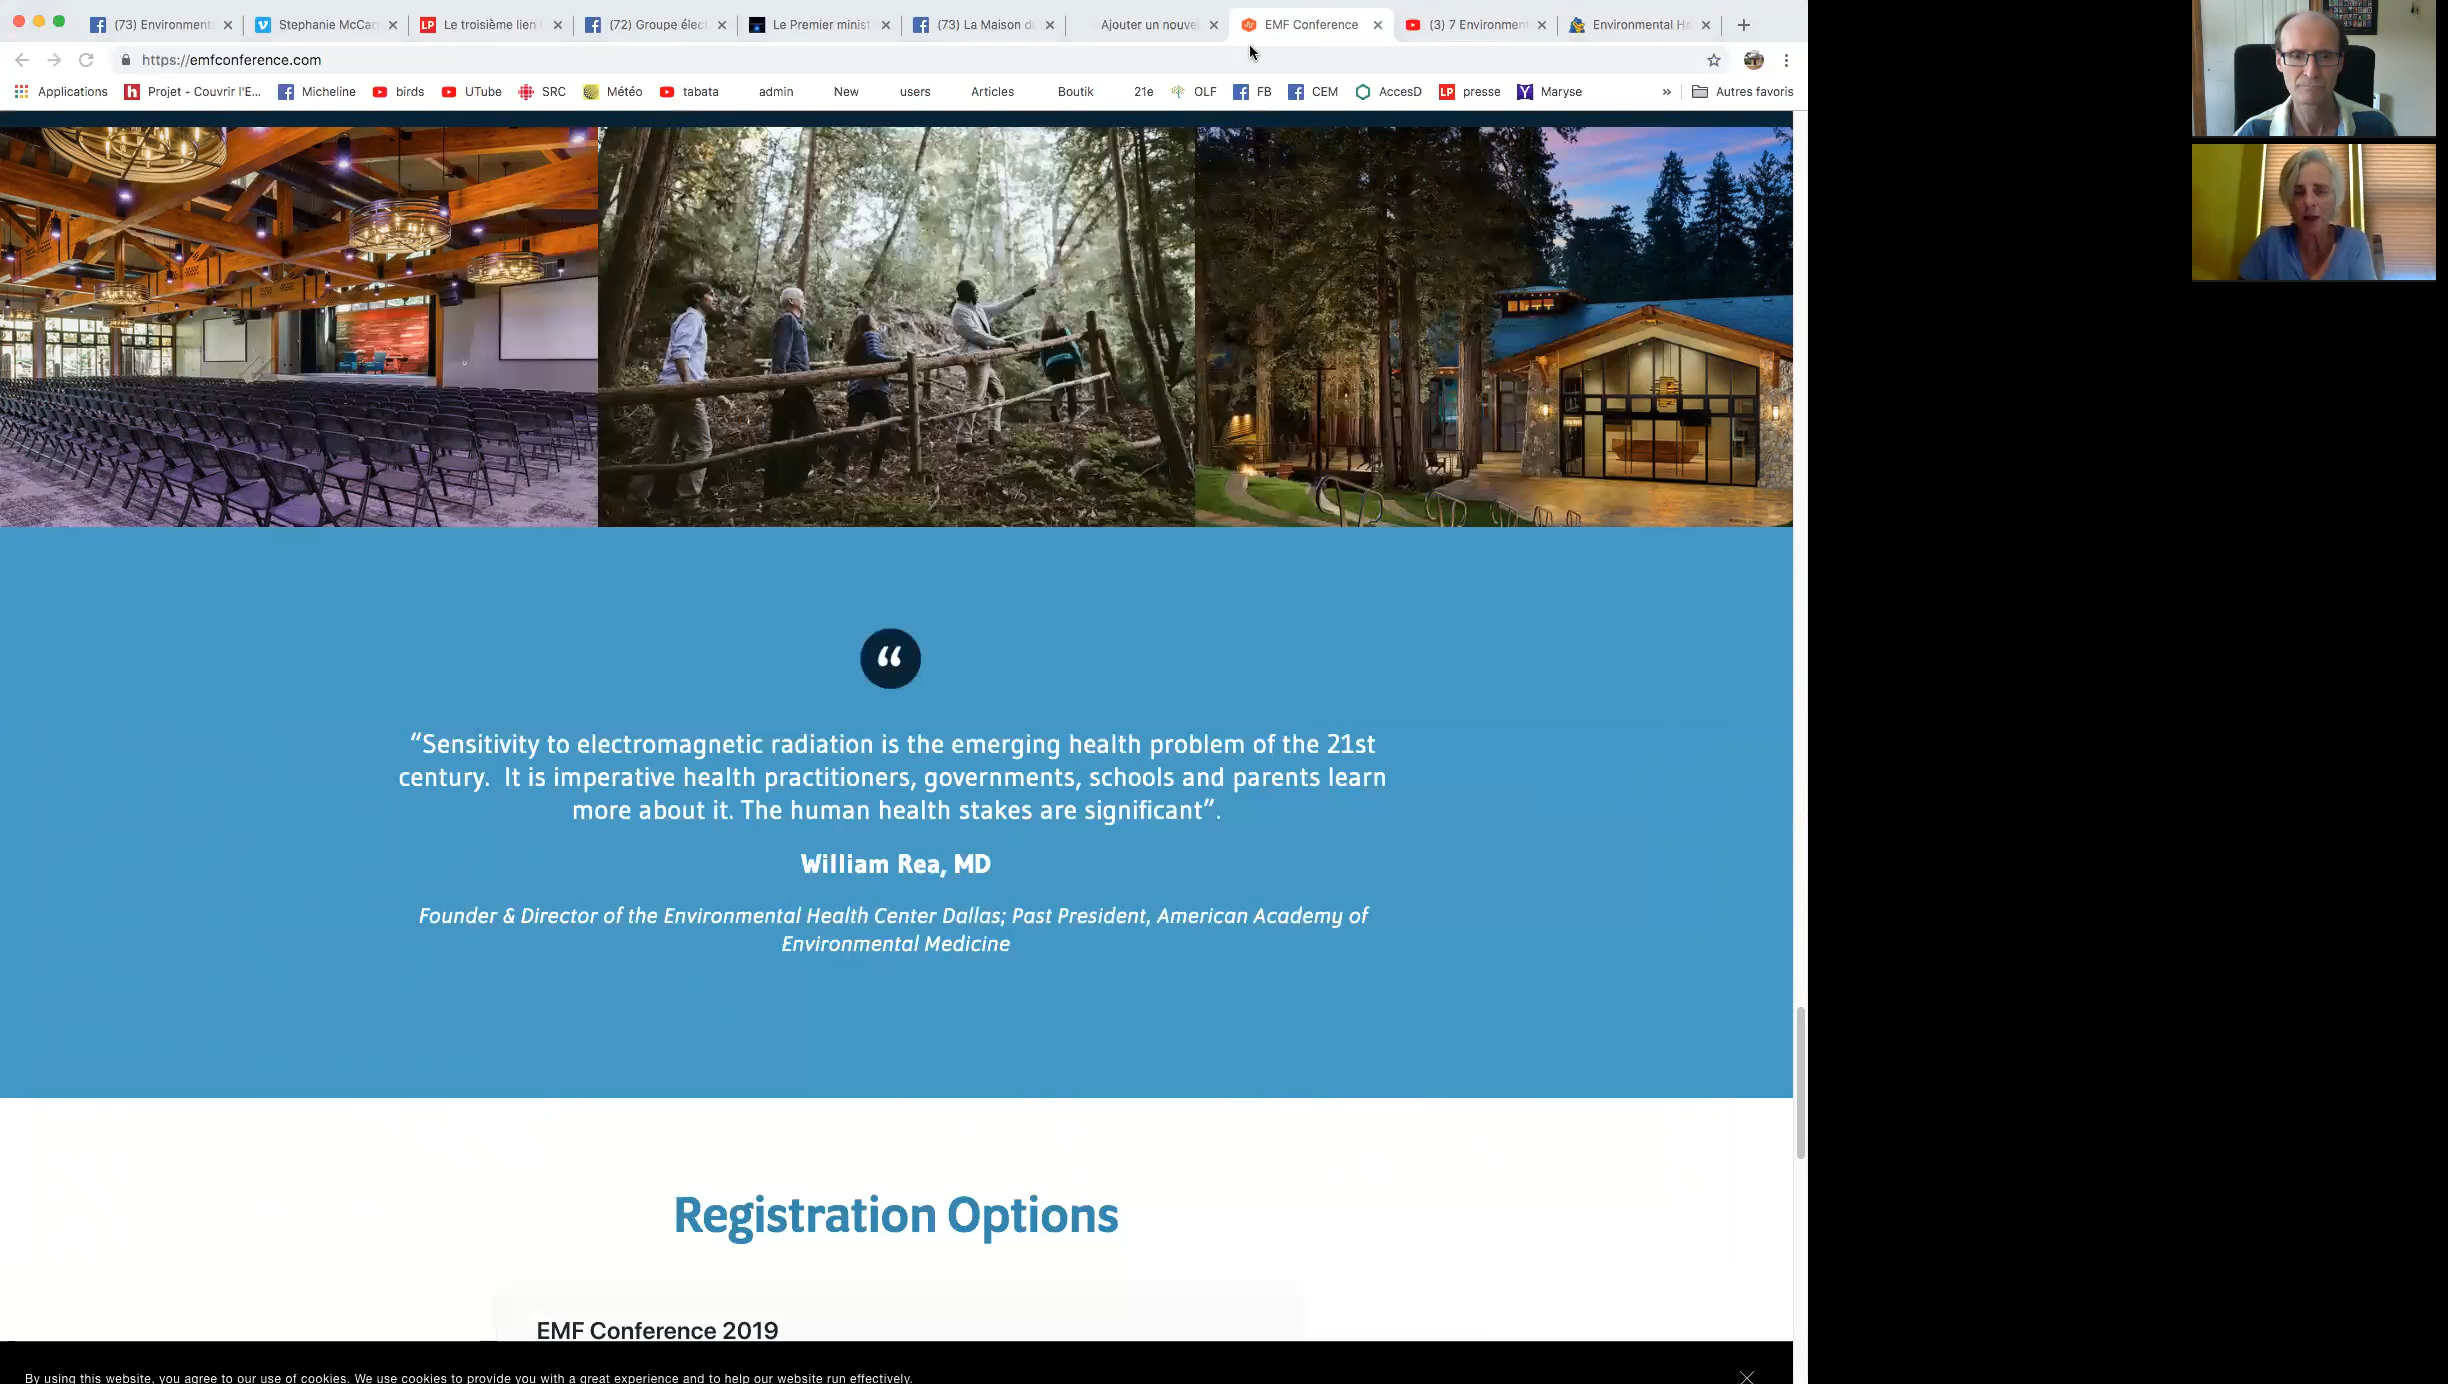 (73) Environment
Stephanie McCar
Le troisième lien
(72) Groupe élect
Le Premier minist
(73) La Maison du
Ajouter un nouvel
EMF Conference
(3) 7 Environmen
Environmental He
https://emfconference.com
Applications
Projet - Couvrir l'E...
Micheline
birds
UTube
SRC
Météo
tabata
admin
New
users
Articles
Boutik
21e
OLF
FB
CEM
AccesD
LP presse
Maryse
»
Autres favoris
“Sensitivity to electromagnetic radiation is the emerging health problem of the 21st
century.  It is imperative health practitioners, governments, schools and parents learn
more about it. The human health stakes are significant”.
William Rea, MD
Founder & Director of the Environmental Health Center Dallas; Past President, American Academy of
Environmental Medicine
Registration Options
EMF Conference 2019
By using this website, you agree to our use of cookies. We use cookies to provide you with a great experience and to help our website run effectively.